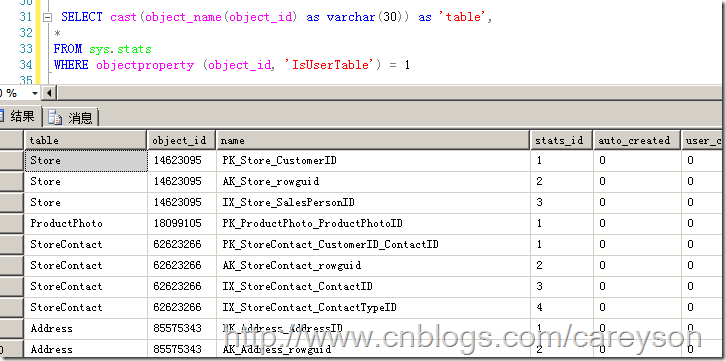 30
31 SELECT cast(object_name(object_id) as varchar(30)) as 'table',
32 *
33 FROM sys.stats
34 WHERE objectproperty (object_id, 'IsUserTable') = 1
35
0 %
结果 消息
table object_id name stats_id auto_created user_c
Store 14623095 PK_Store_CustomerID 1 0 0
Store 14623095 AK_Store_rowguid 2 0 0
Store 14623095 IX_Store_SalesPersonID 3 0 0
ProductPhoto 18099105 PK_ProductPhoto_ProductPhotoID 1 0 0
StoreContact 62623266 PK_StoreContact_CustomerID_ContactID 1 0 0
StoreContact 62623266 AK_StoreContact_rowguid 2 0 0
StoreContact 62623266 IX_StoreContact_ContactID 3 0 0
StoreContact 62623266 IX_StoreContact_ContactTypeID 4 0 0
Address 85575343 PK_Address_AddressID 1 0 0
0 Address 85575343 AK_Address_rowguid 2 0 0
http://www.cnblogs.com/careyson